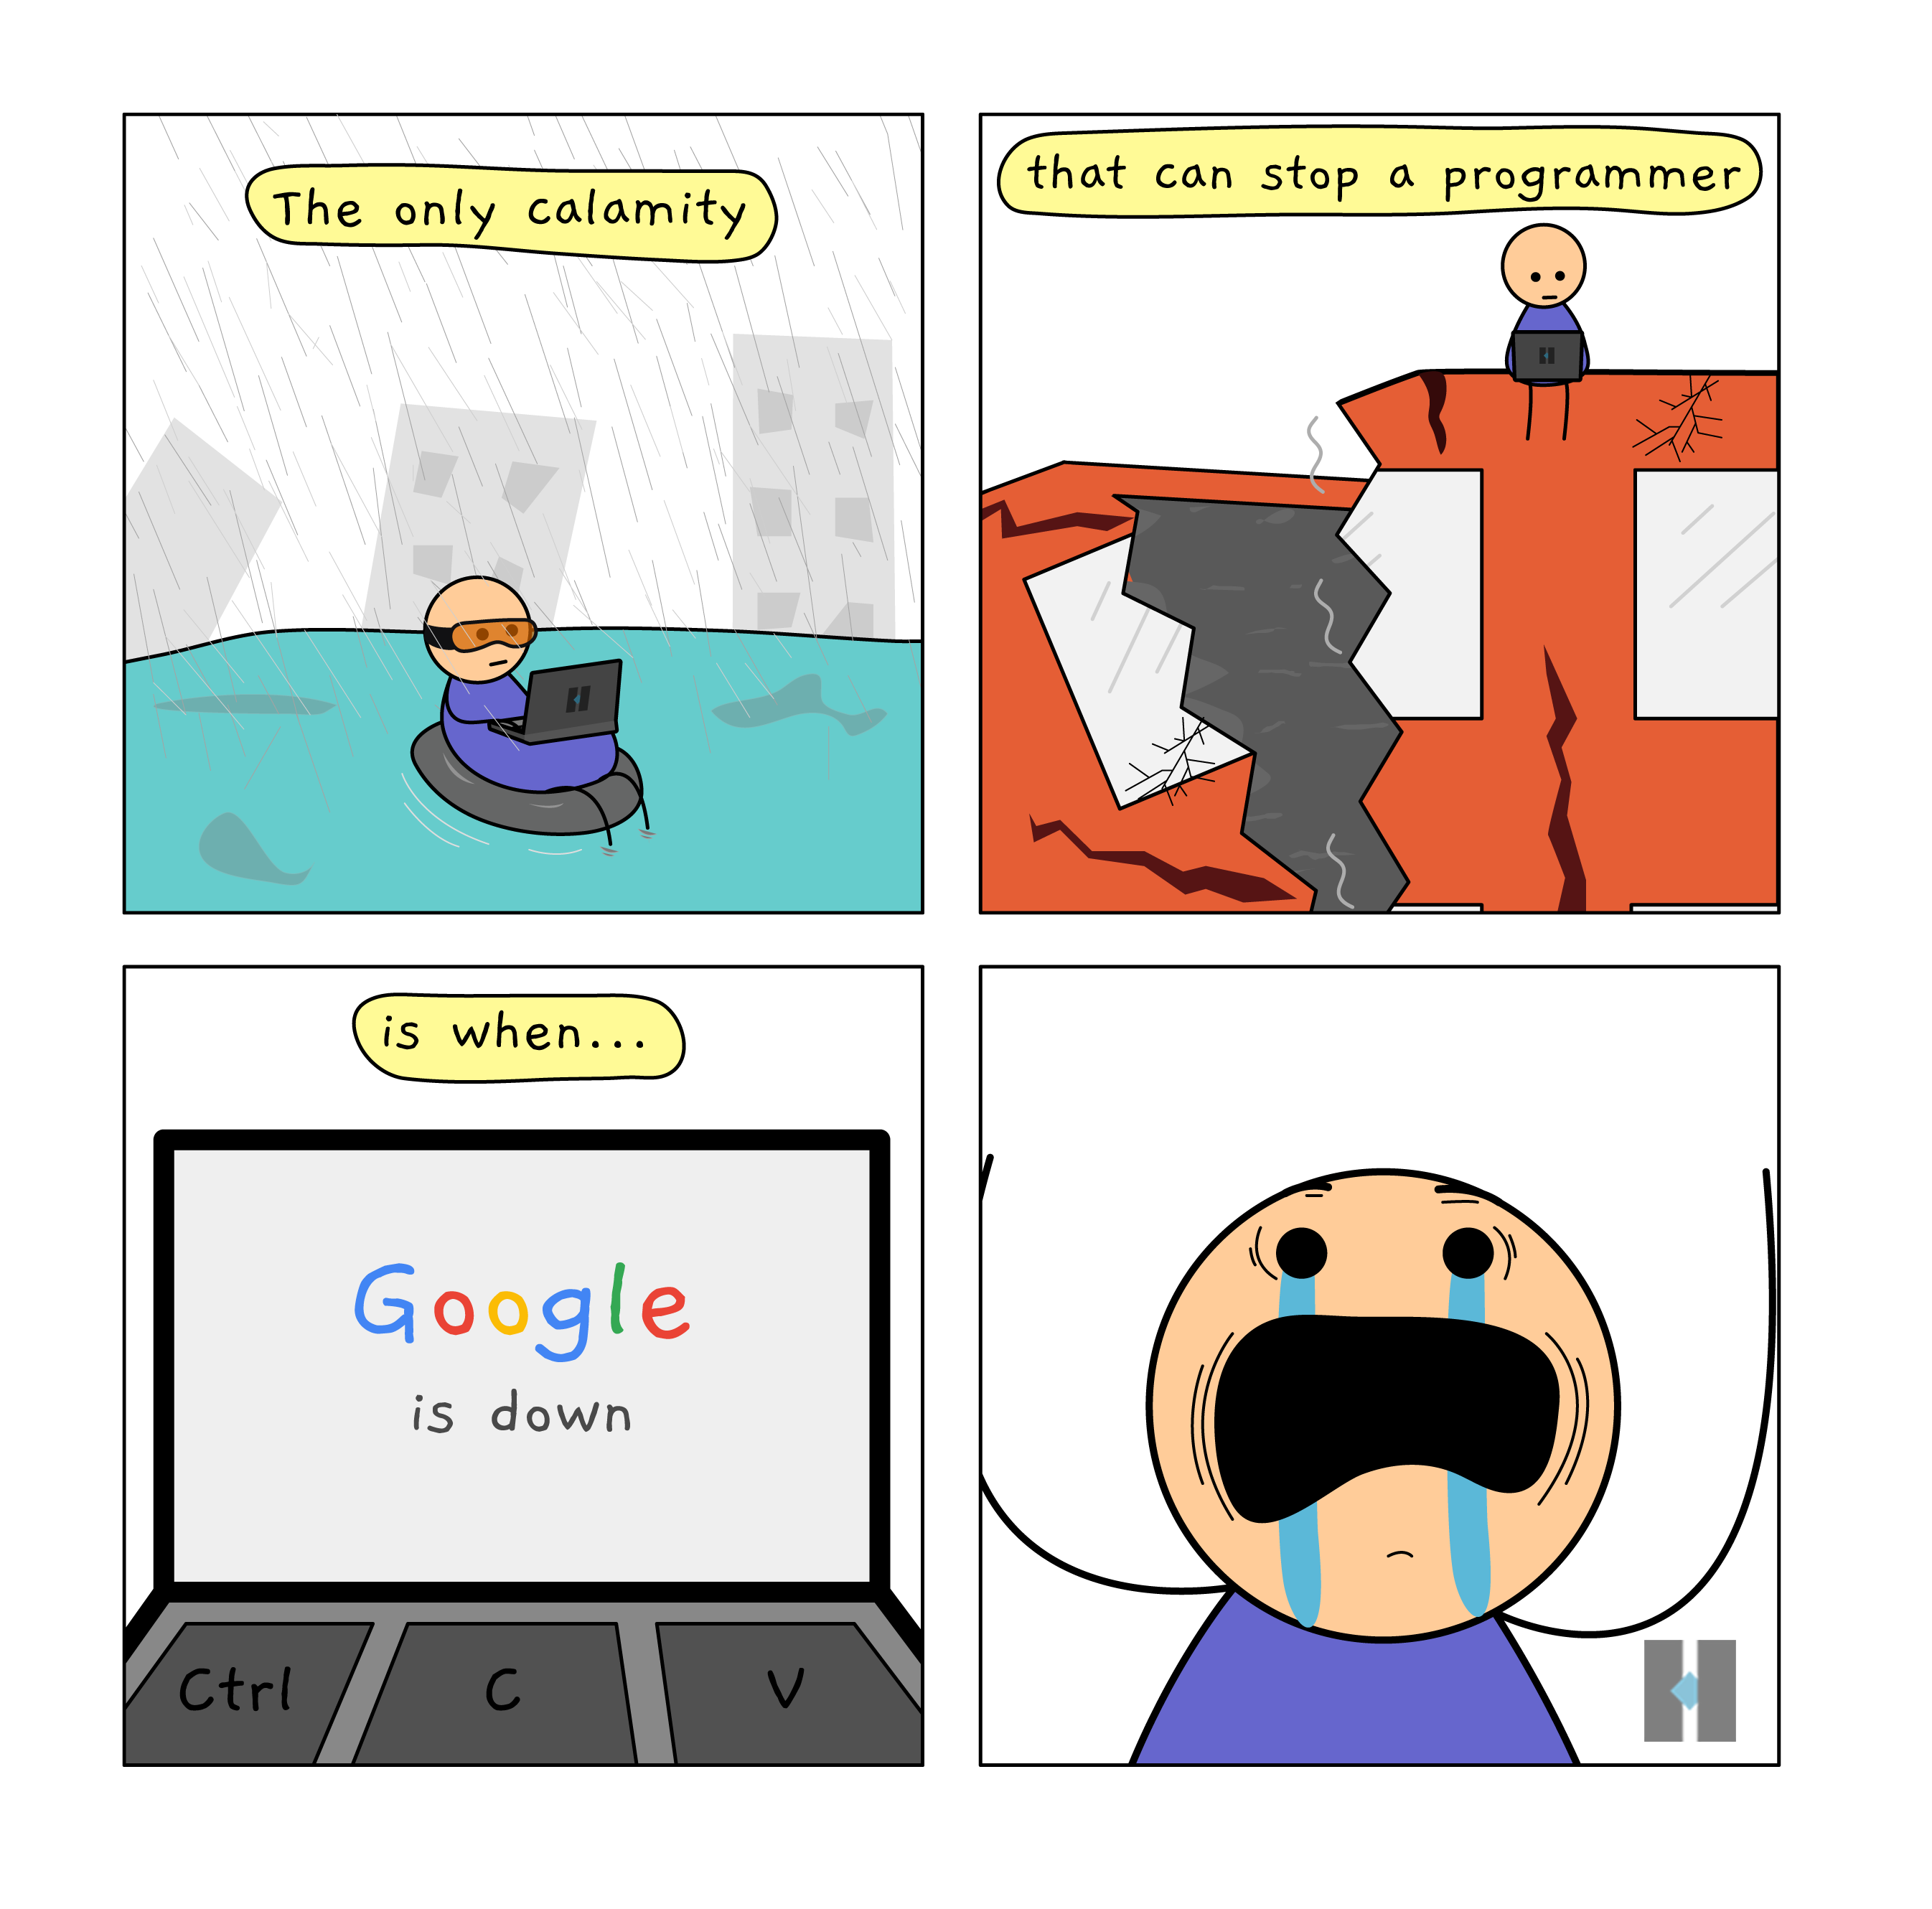 The only calamity
that can stop a programmer
is when...
Google
is down
Ctrl C V